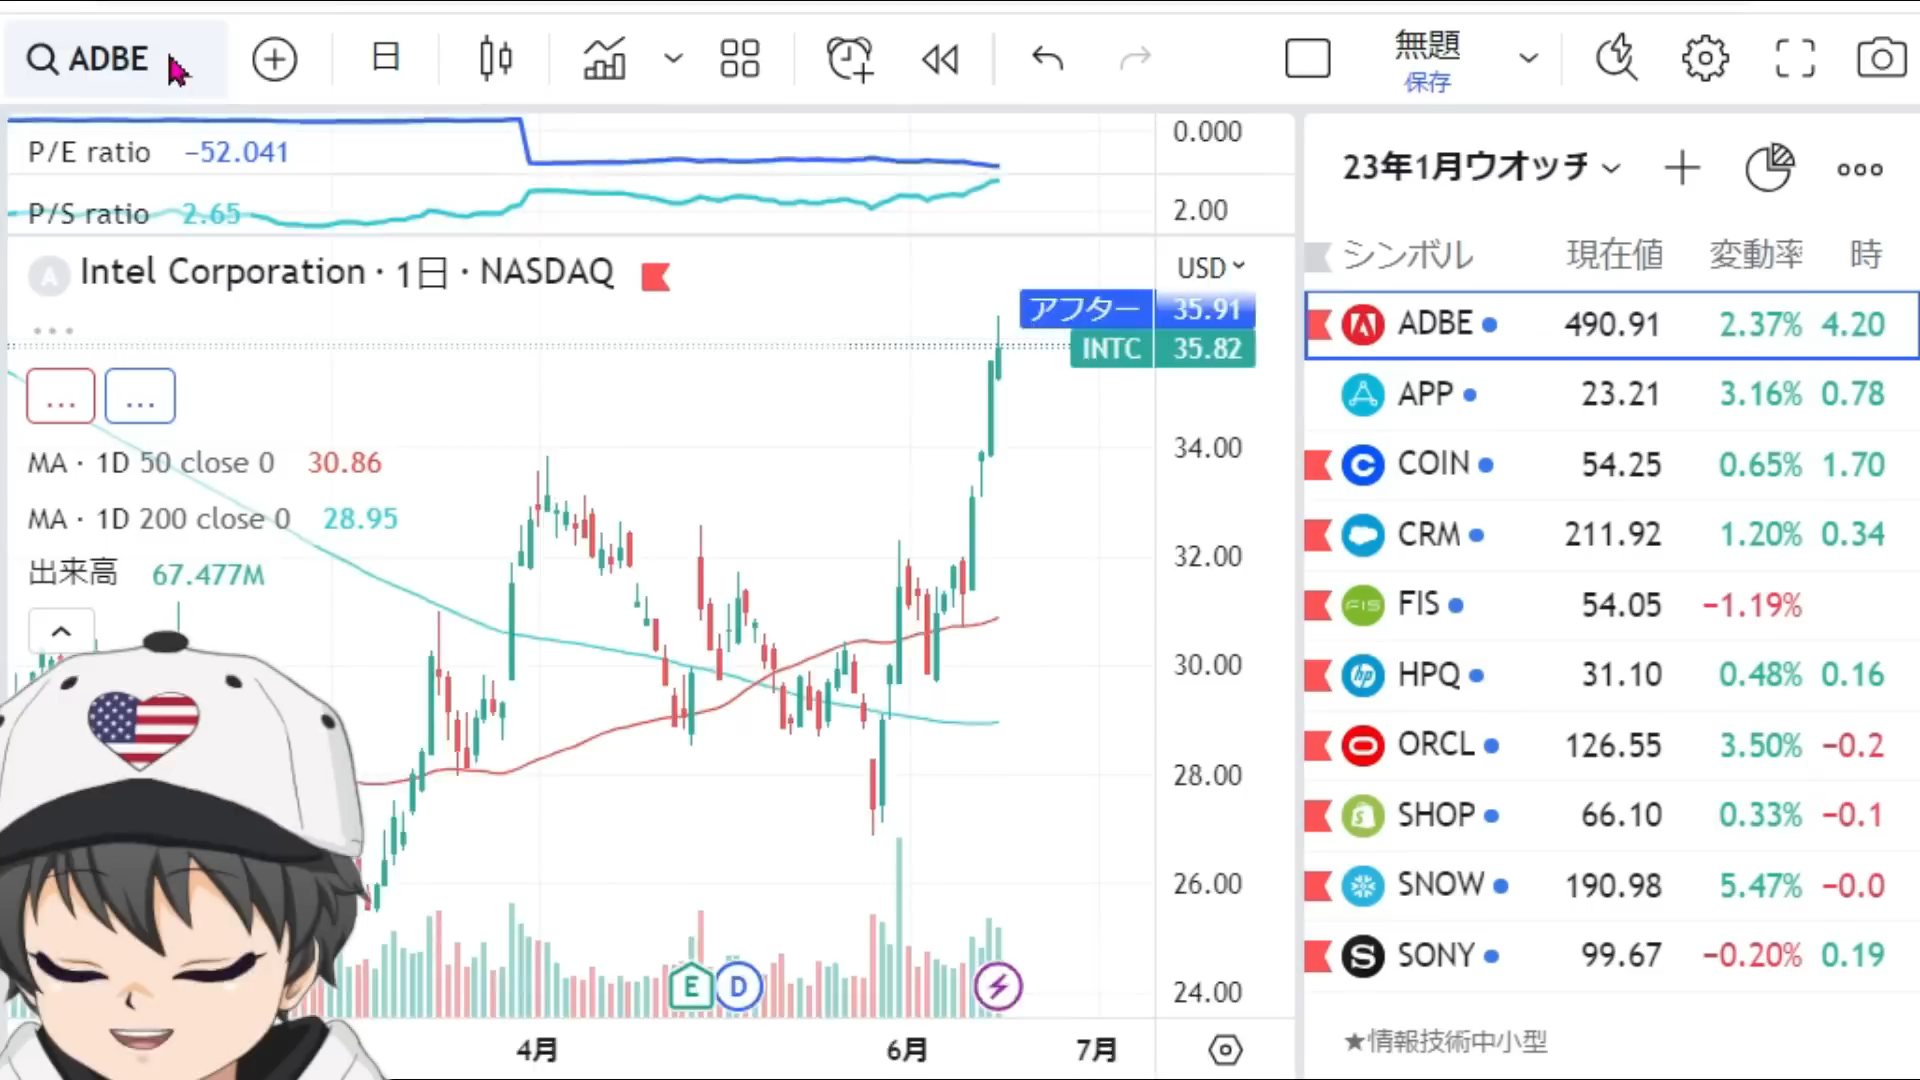 ADBE
日
無題
保存
P/E ratio −52.041
P/S ratio 2.65
0.000
2.00
Intel Corporation · 1日 · NASDAQ
USD
アフター 35.91
INTC 35.82
MA · 1D 50 close 0 30.86
MA · 1D 200 close 0 28.95
出来高 67.477M
34.00
32.00
30.00
28.00
26.00
24.00
E
D
4月
6月
7月
23年1月ウオッチ
シンボル 現在値 変動率 時
ADBE 490.91 2.37% 4.20
APP 23.21 3.16% 0.78
COIN 54.25 0.65% 1.70
CRM 211.92 1.20% 0.34
FIS FIS 54.05 −1.19%
hp HPQ 31.10 0.48% 0.16
ORCL 126.55 3.50% −0.2
SHOP 66.10 0.33% −0.1
SNOW 190.98 5.47% −0.0
S SONY 99.67 −0.20% 0.19
★情報技術中小型